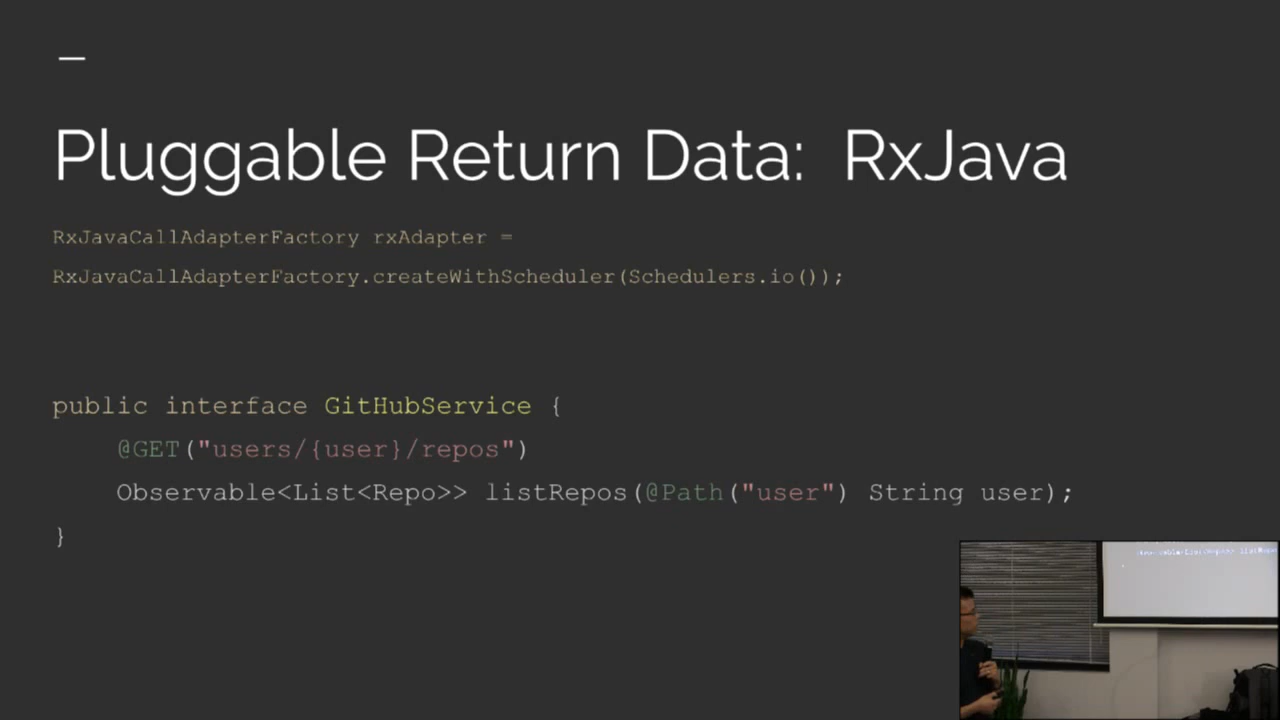 Pluggable Return Data: RxJava
RxJavaCallAdapterFactory rxAdapter =
RxJavaCallAdapterFactory.createWithScheduler(Schedulers.io());
public interface GitHubService {
@GET("users/{user}/repos")
Observable<List<Repo>> listRepos(@Path("user") String user);
}